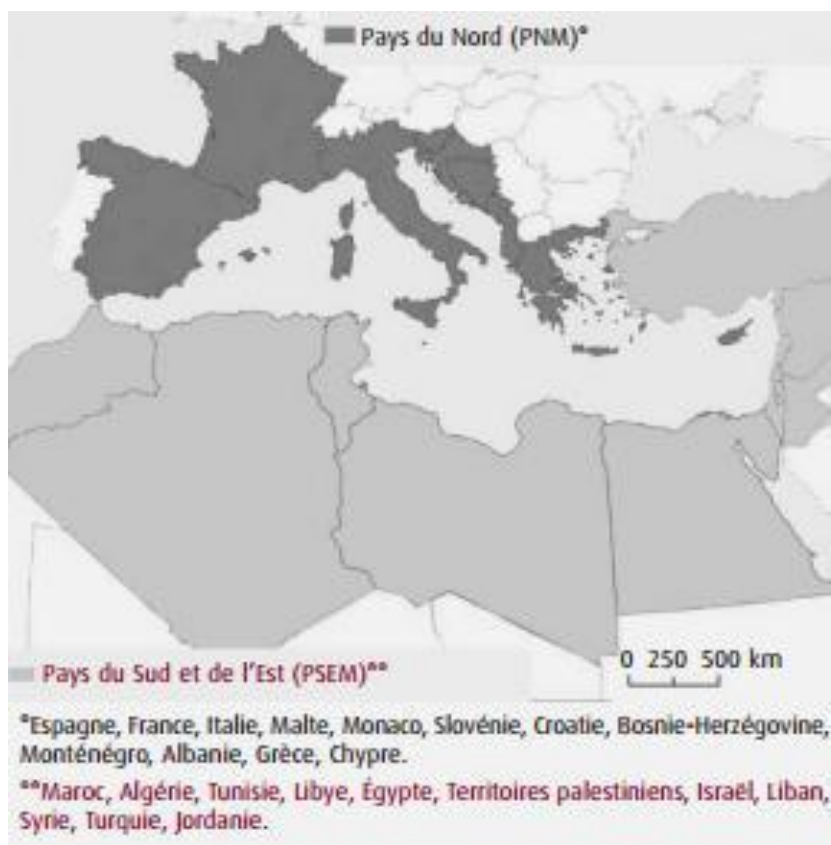 Pays du Nord (PNM)*
Pays du Sud et de l'Est (PSEM)**
0 250 500 km
*Espagne, France, Italie, Malte, Monaco, Slovénie, Croatie, Bosnie-Herzégovine,
Monténégro, Albanie, Grèce, Chypre.
**Maroc, Algérie, Tunisie, Libye, Égypte, Territoires palestiniens, Israël, Liban,
Syrie, Turquie, Jordanie.